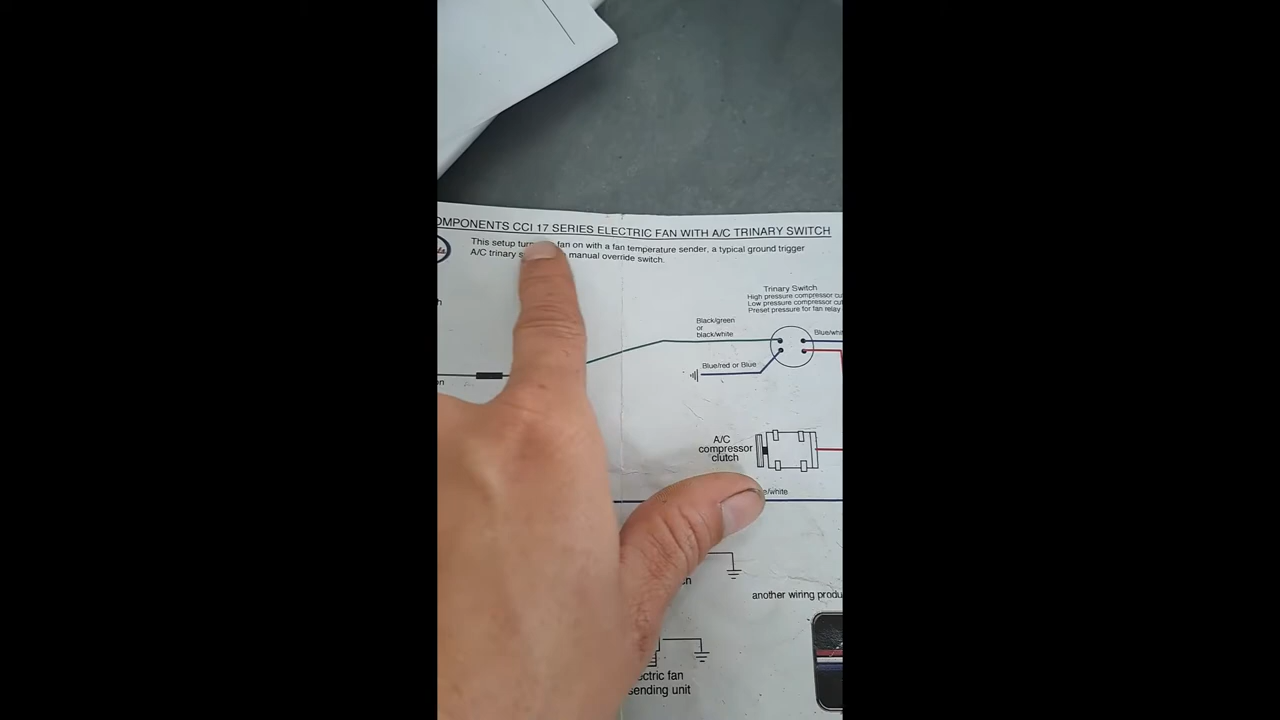 OMPONENTS CCI 17 SERIES ELECTRIC FAN WITH A/C TRINARY SWITCH
This setup turn fan on with a fan temperature sender, a typical ground trigger
A/C trinary manual override switch.
Trinary Switch
High pressure compressor cu
Low pressure compressor cu
Preset pressure for fan relay
Black/green
or
black/white
Blue/whi
Blue/red or Blue
A/C
compressor
clutch
/white
another wiring produ
ectric fan
sending unit